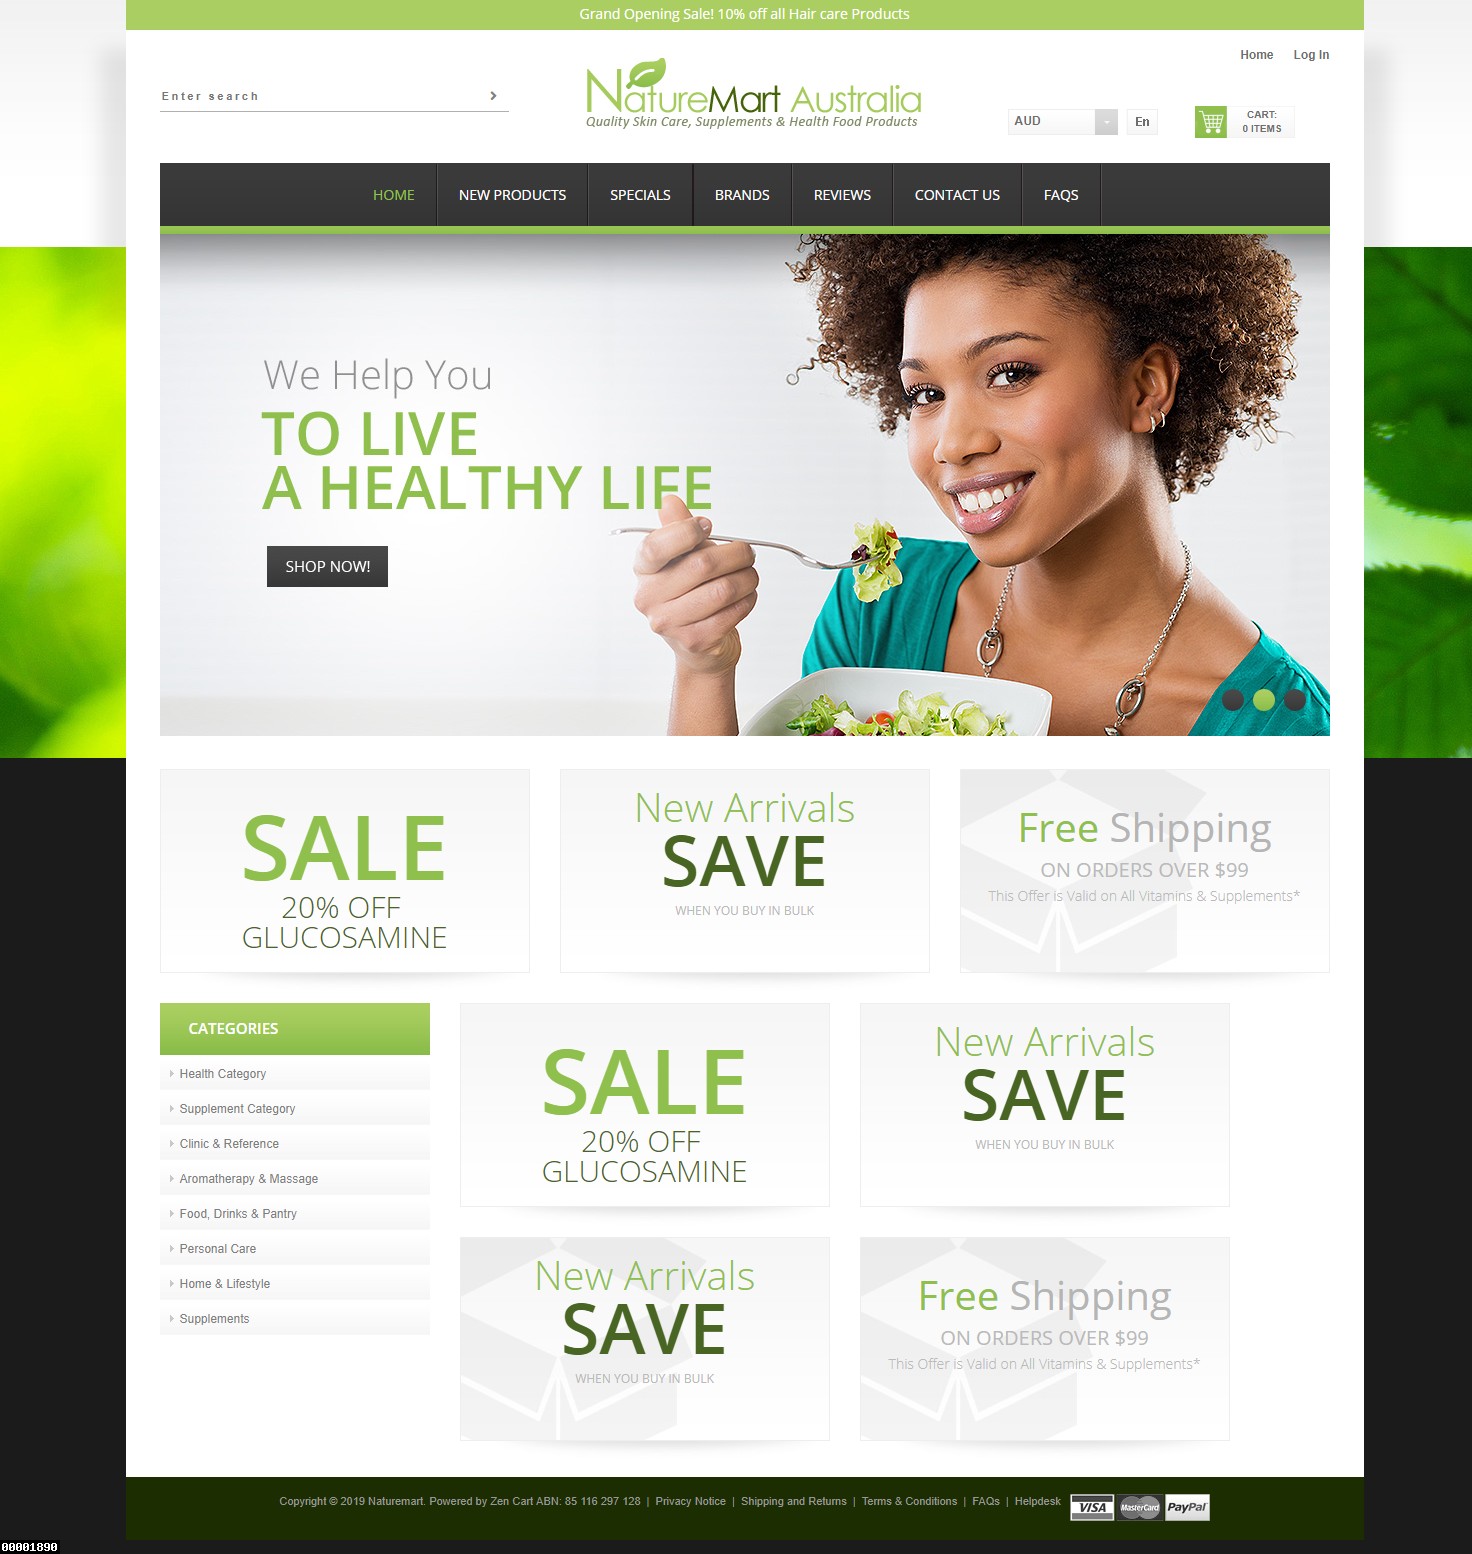 Grand Opening Sale! 10% off all Hair care Products
Home
Log In
Enter search
NatureMart Australia
Quality Skin Care, Supplements & Health Food Products
AUD
En
CART:
0 ITEMS
HOME
NEW PRODUCTS
SPECIALS
BRANDS
REVIEWS
CONTACT US
FAQS
We Help You
TO LIVE
A HEALTHY LIFE
SHOP NOW!
SALE
20% OFF
GLUCOSAMINE
New Arrivals
SAVE
WHEN YOU BUY IN BULK
Free Shipping
ON ORDERS OVER $99
This Offer is Valid on All Vitamins & Supplements*
CATEGORIES
Health Category
Supplement Category
Clinic & Reference
Aromatherapy & Massage
Food, Drinks & Pantry
Personal Care
Home & Lifestyle
Supplements
SALE
20% OFF
GLUCOSAMINE
New Arrivals
SAVE
WHEN YOU BUY IN BULK
New Arrivals
SAVE
WHEN YOU BUY IN BULK
Free Shipping
ON ORDERS OVER $99
This Offer is Valid on All Vitamins & Supplements*
Copyright © 2019 Naturemart. Powered by Zen Cart ABN: 85 116 297 128 | Privacy Notice | Shipping and Returns | Terms & Conditions | FAQs | Helpdesk VISA MasterCard PayPal
00001890